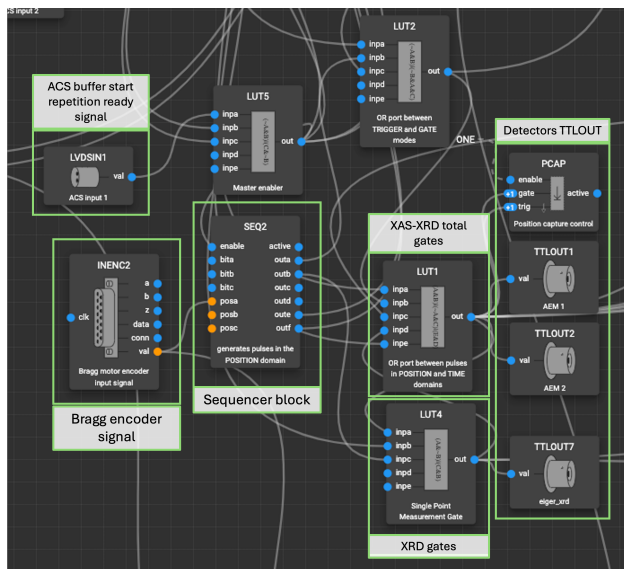 CS input 2
LUT2
inpa
inpb
inpc
inpd
inpe
out
OR port between
TRIGGER and GATE
modes
ACS buffer start
repetition ready
signal
LUT5
inpa
inpb
inpc
inpd
inpe
out
Master enabler
LVDSIN1
val
ACS input 1
ONE
Detectors TTLOUT
PCAP
enable
+1 gate
+1 trig
active
Position capture control
SEQ2
enable
bita
bitb
bitc
posa
posb
posc
active
outa
outb
outc
outd
oute
outf
generates pulses in the
POSITION domain
Sequencer block
XAS-XRD total
gates
LUT1
inpa
inpb
inpc
inpd
inpe
out
OR port between pulses
in POSITION and TIME
domains
TTLOUT1
val
AEM 1
INENC2
clk
a
b
z
data
conn
val
Bragg motor encoder
input signal
Bragg encoder
signal
TTLOUT2
val
AEM 2
LUT4
inpa
inpb
inpc
inpd
inpe
out
(A&~B)|(C&B)
Single Point
Measurement Gate
XRD gates
TTLOUT7
val
eiger_xrd